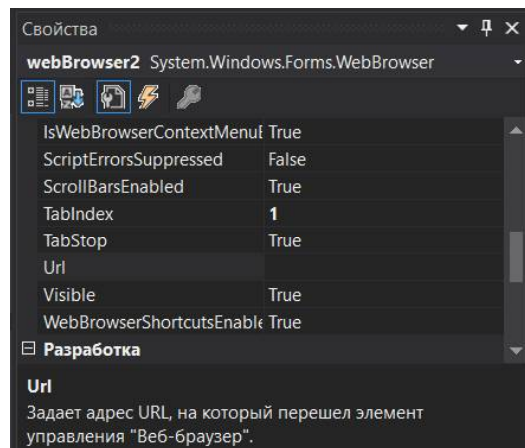 Свойства
webBrowser2 System.Windows.Forms.WebBrowser
IsWebBrowserContextMenuE True
ScriptErrorsSuppressed False
ScrollBarsEnabled True
TabIndex 1
TabStop True
Url
Visible True
WebBrowserShortcutsEnable True
Разработка
Url
Задает адрес URL, на который перешел элемент
управления "Веб-браузер".